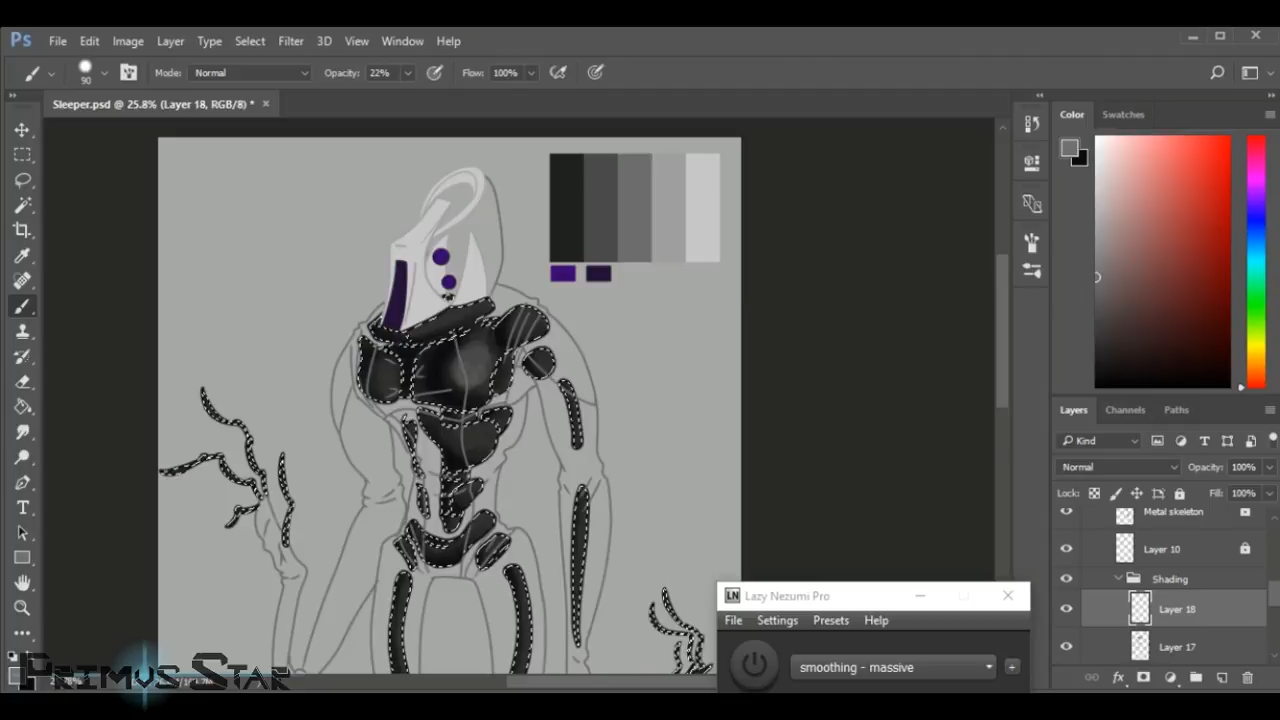 Ps File Edit Image Layer Type Select Filter 3D View Window Help
90 Mode: Normal Opacity: 22% Flow: 100%
Sleeper.psd @ 25.8% (Layer 18, RGB/8) *
Color Swatches
Layers Channels Paths
Kind
Normal Opacity: 100%
Lock: Fill: 100%
Metal skeleton
Layer 10
Shading
Layer 18
Layer 17
LN Lazy Nezumi Pro
File Settings Presets Help
smoothing - massive
Primus Star